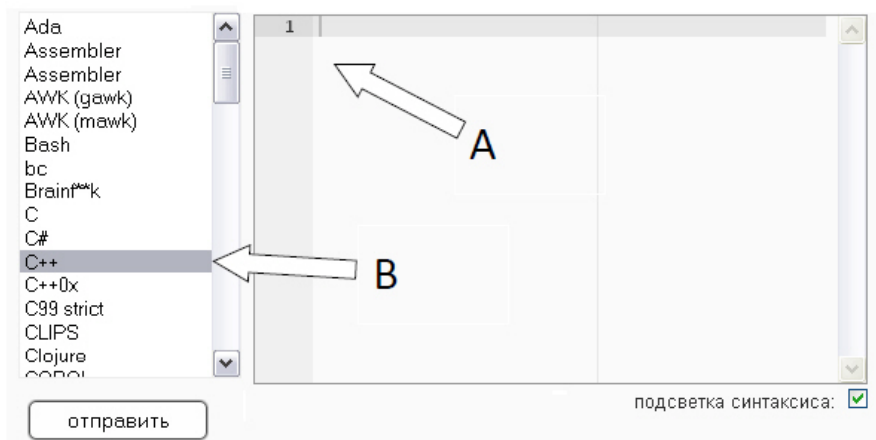 Ada
Assembler
Assembler
AWK (gawk)
AWK (mawk)
Bash
bc
Brainf**k
C
C#
C++
C++0x
C99 strict
CLIPS
Clojure
COBOL
1
A
B
подсветка синтаксиса:
отправить